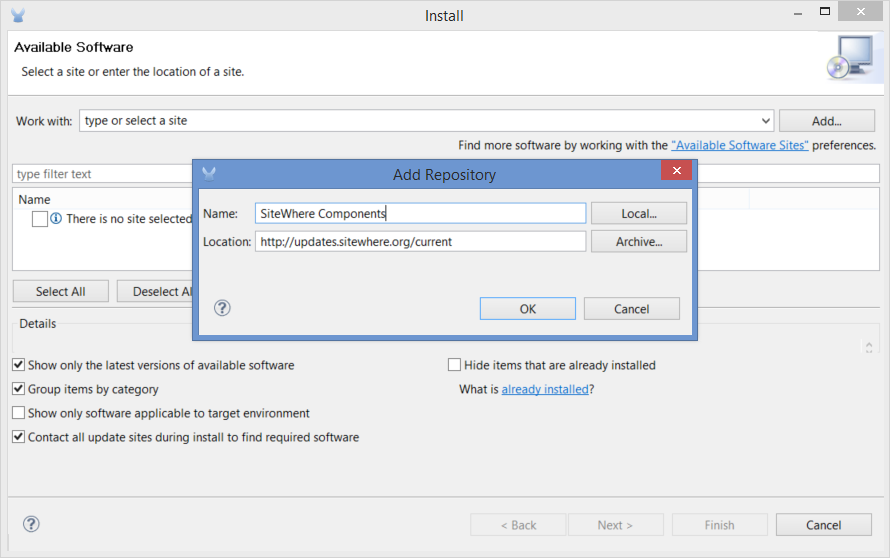 Install
Available Software
Select a site or enter the location of a site.
Work with: type or select a site Add...
Find more software by working with the "Available Software Sites" preferences.
type filter text
Add Repository
Name
There is no site selected
Name: SiteWhere Components Local...
Location: http://updates.sitewhere.org/current Archive...
OK Cancel
Select All Deselect Al
Details
Show only the latest versions of available software
Hide items that are already installed
Group items by category
What is already installed?
Show only software applicable to target environment
Contact all update sites during install to find required software
< Back Next > Finish Cancel